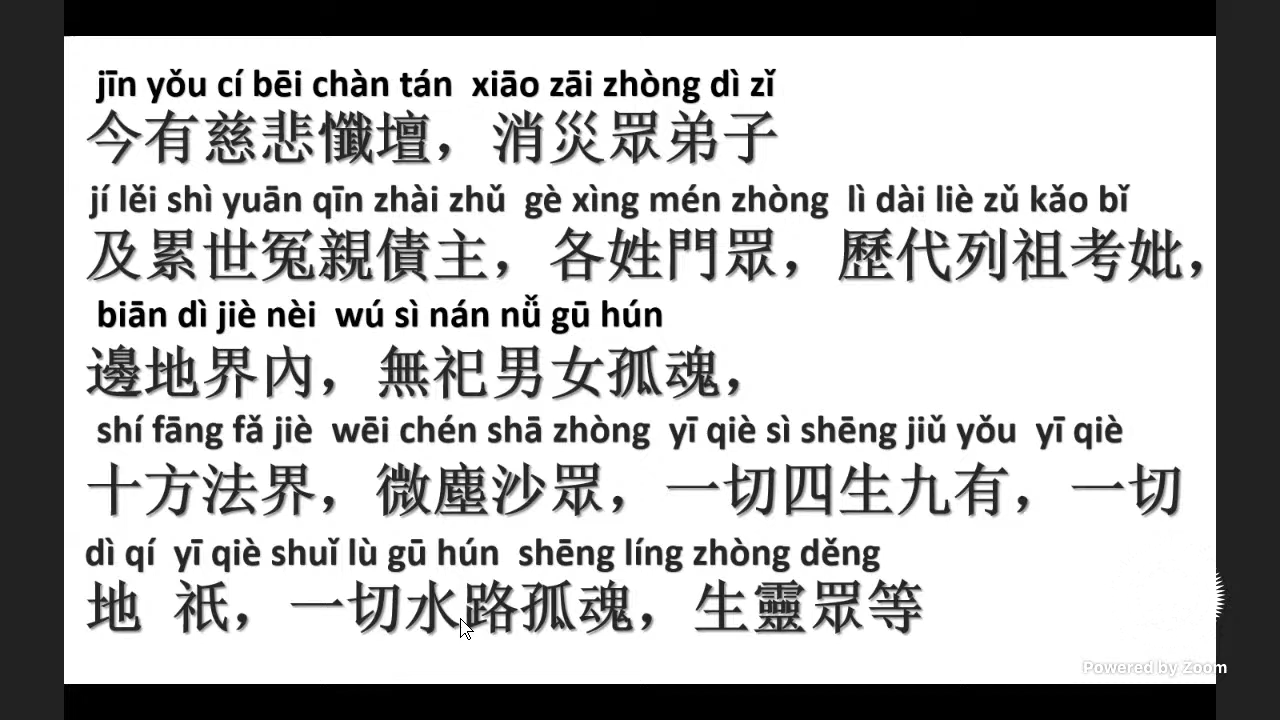 jīn yǒu cí bēi chàn tán xiāo zāi zhòng dì zǐ
今有慈悲懺壇，消災眾弟子
jí lěi shì yuān qīn zhài zhǔ gè xìng mén zhòng lì dài liè zǔ kǎo bǐ
及累世冤親債主，各姓門眾，歷代列祖考妣，
biān dì jiè nèi wú sì nán nǚ gū hún
邊地界內，無祀男女孤魂，
shí fāng fǎ jiè wēi chén shā zhòng yī qiè sì shēng jiǔ yǒu yī qiè
十方法界，微塵沙眾，一切四生九有，一切
dì qí yī qiè shuǐ lù gū hún shēng líng zhòng děng
地 祇，一切水路孤魂，生靈眾等
Powered by Zoom